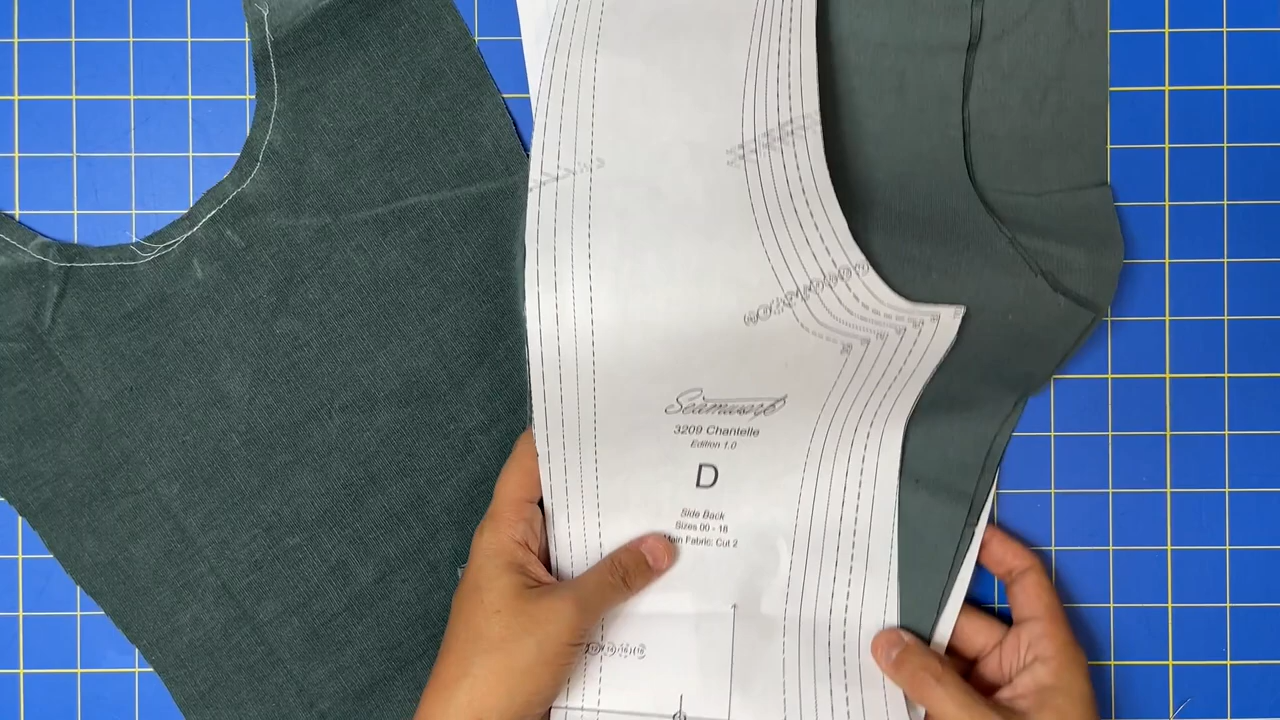 Seamwork
3209 Chantelle
Edition 1.0
D
Side Back
Sizes 00 - 18
Main Fabric: Cut 2